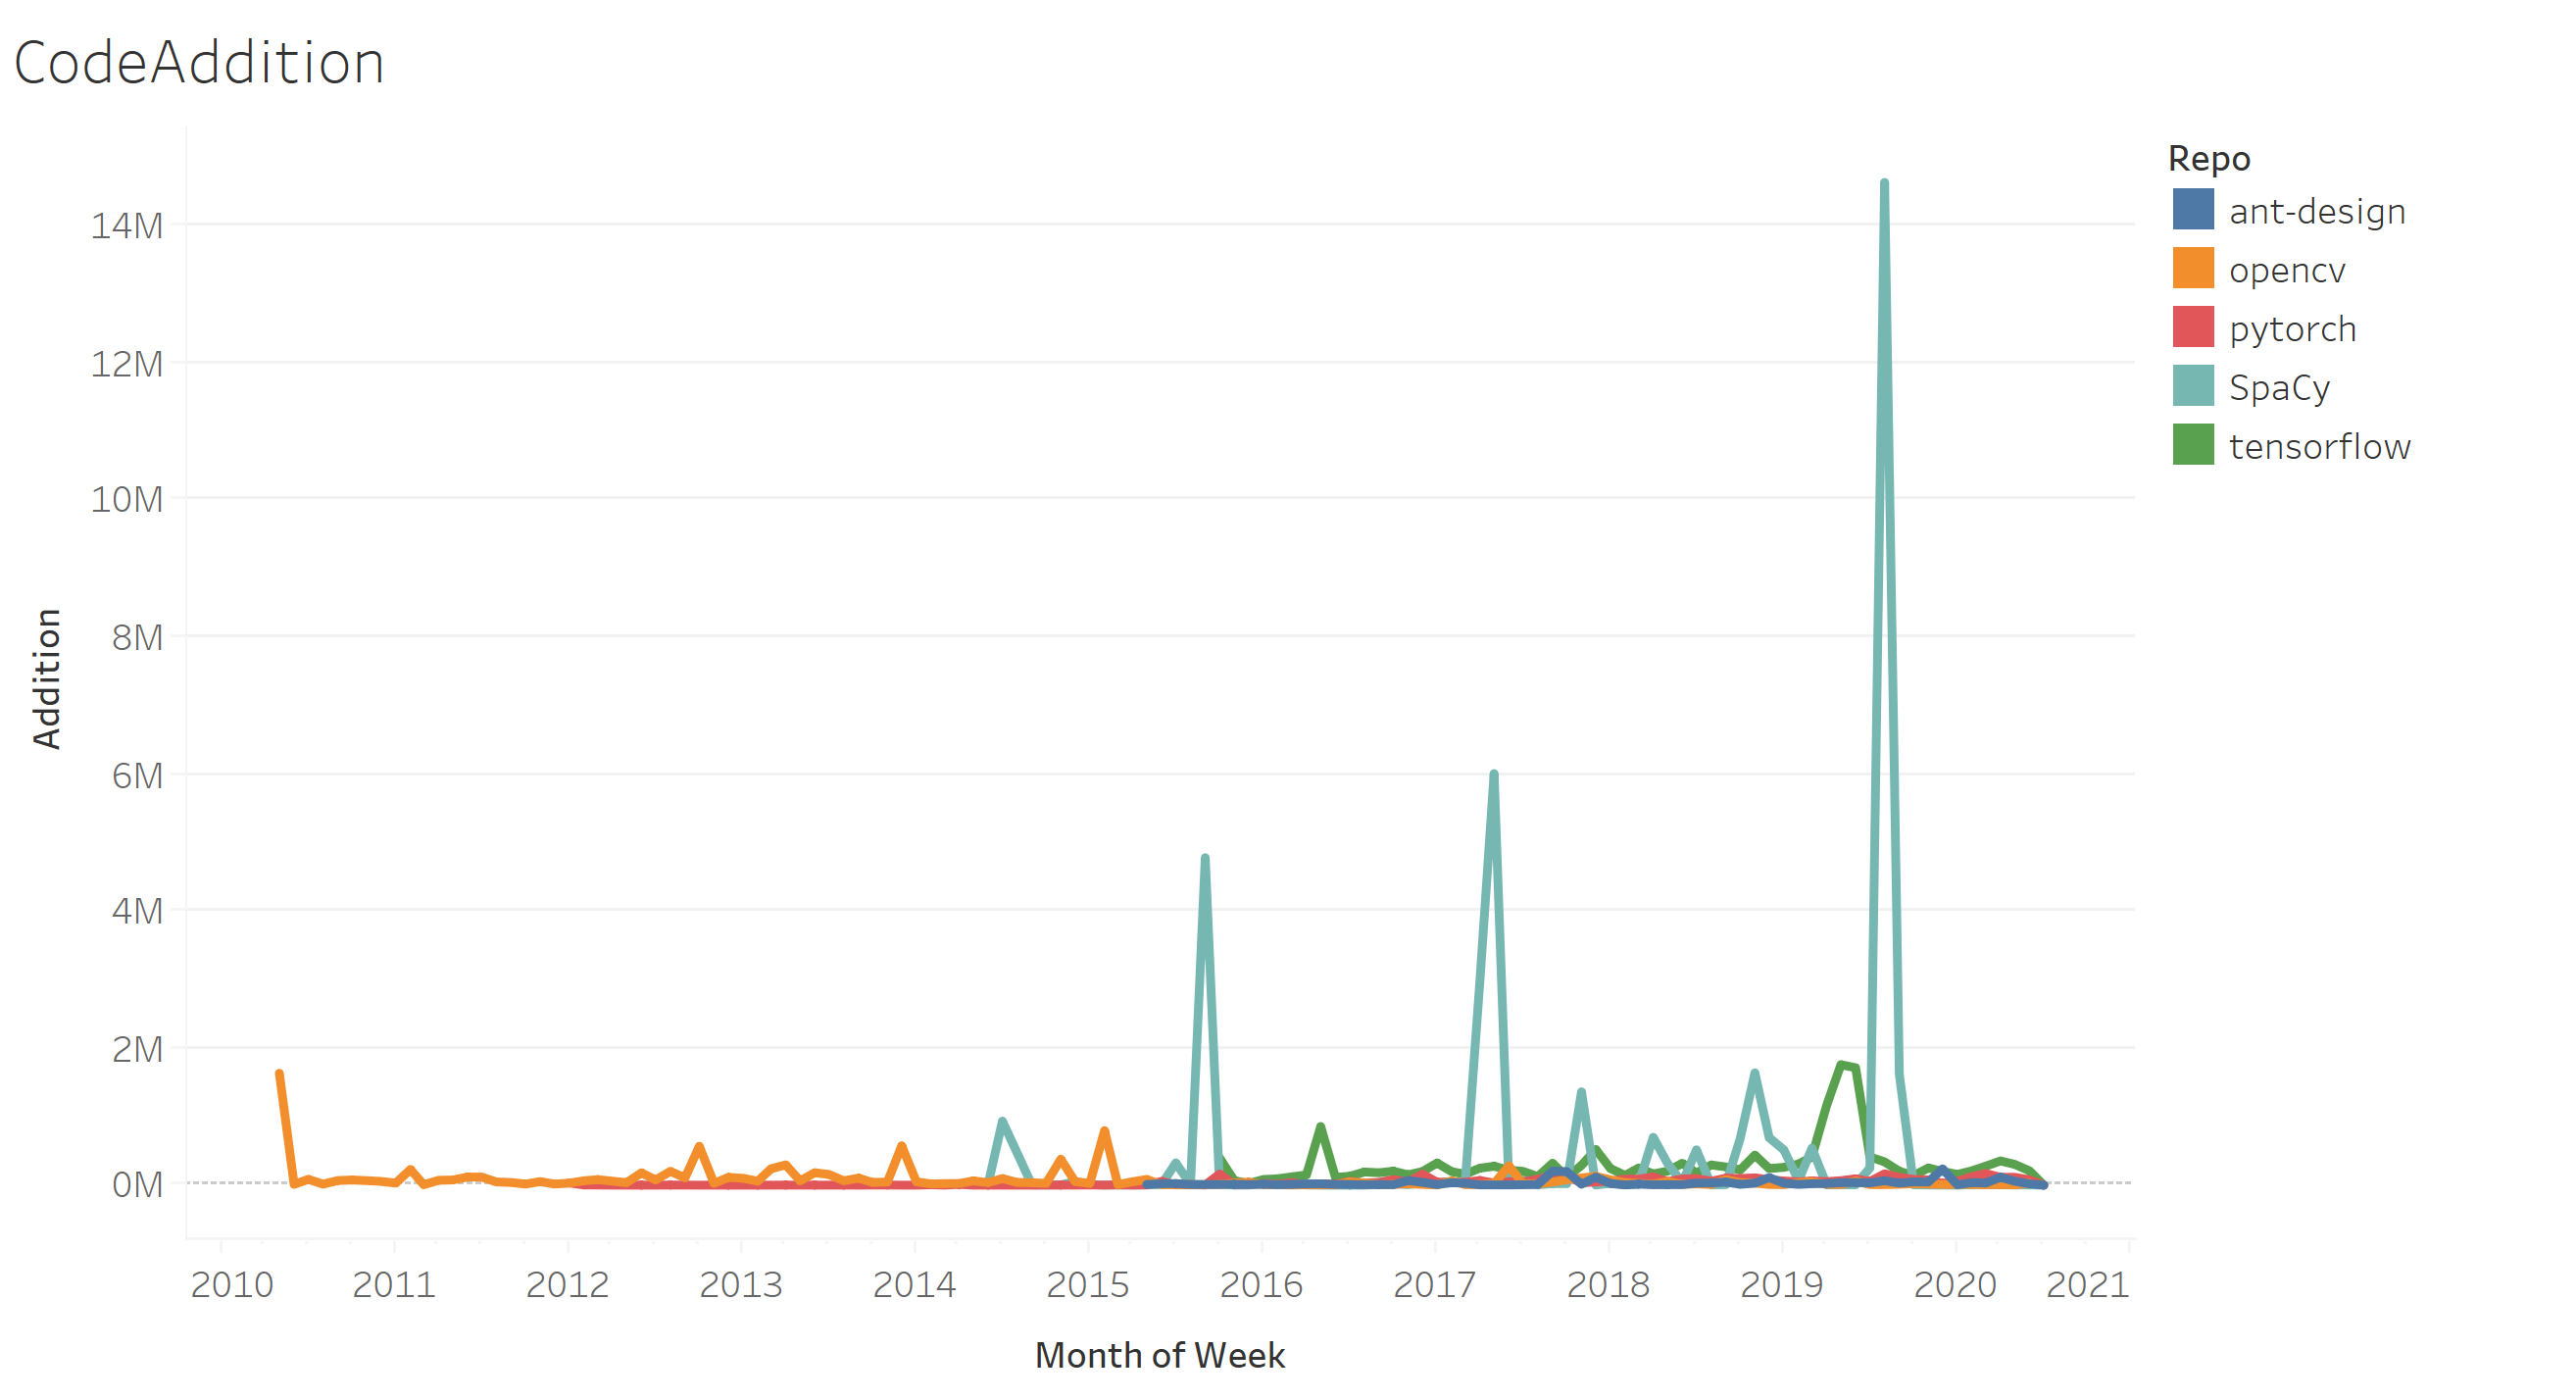 CodeAddition
Repo
ant-design
opencv
pytorch
SpaCy
tensorflow
Addition
14M
12M
10M
8M
6M
4M
2M
0M
2010 2011 2012 2013 2014 2015 2016 2017 2018 2019 2020 2021
Month of Week